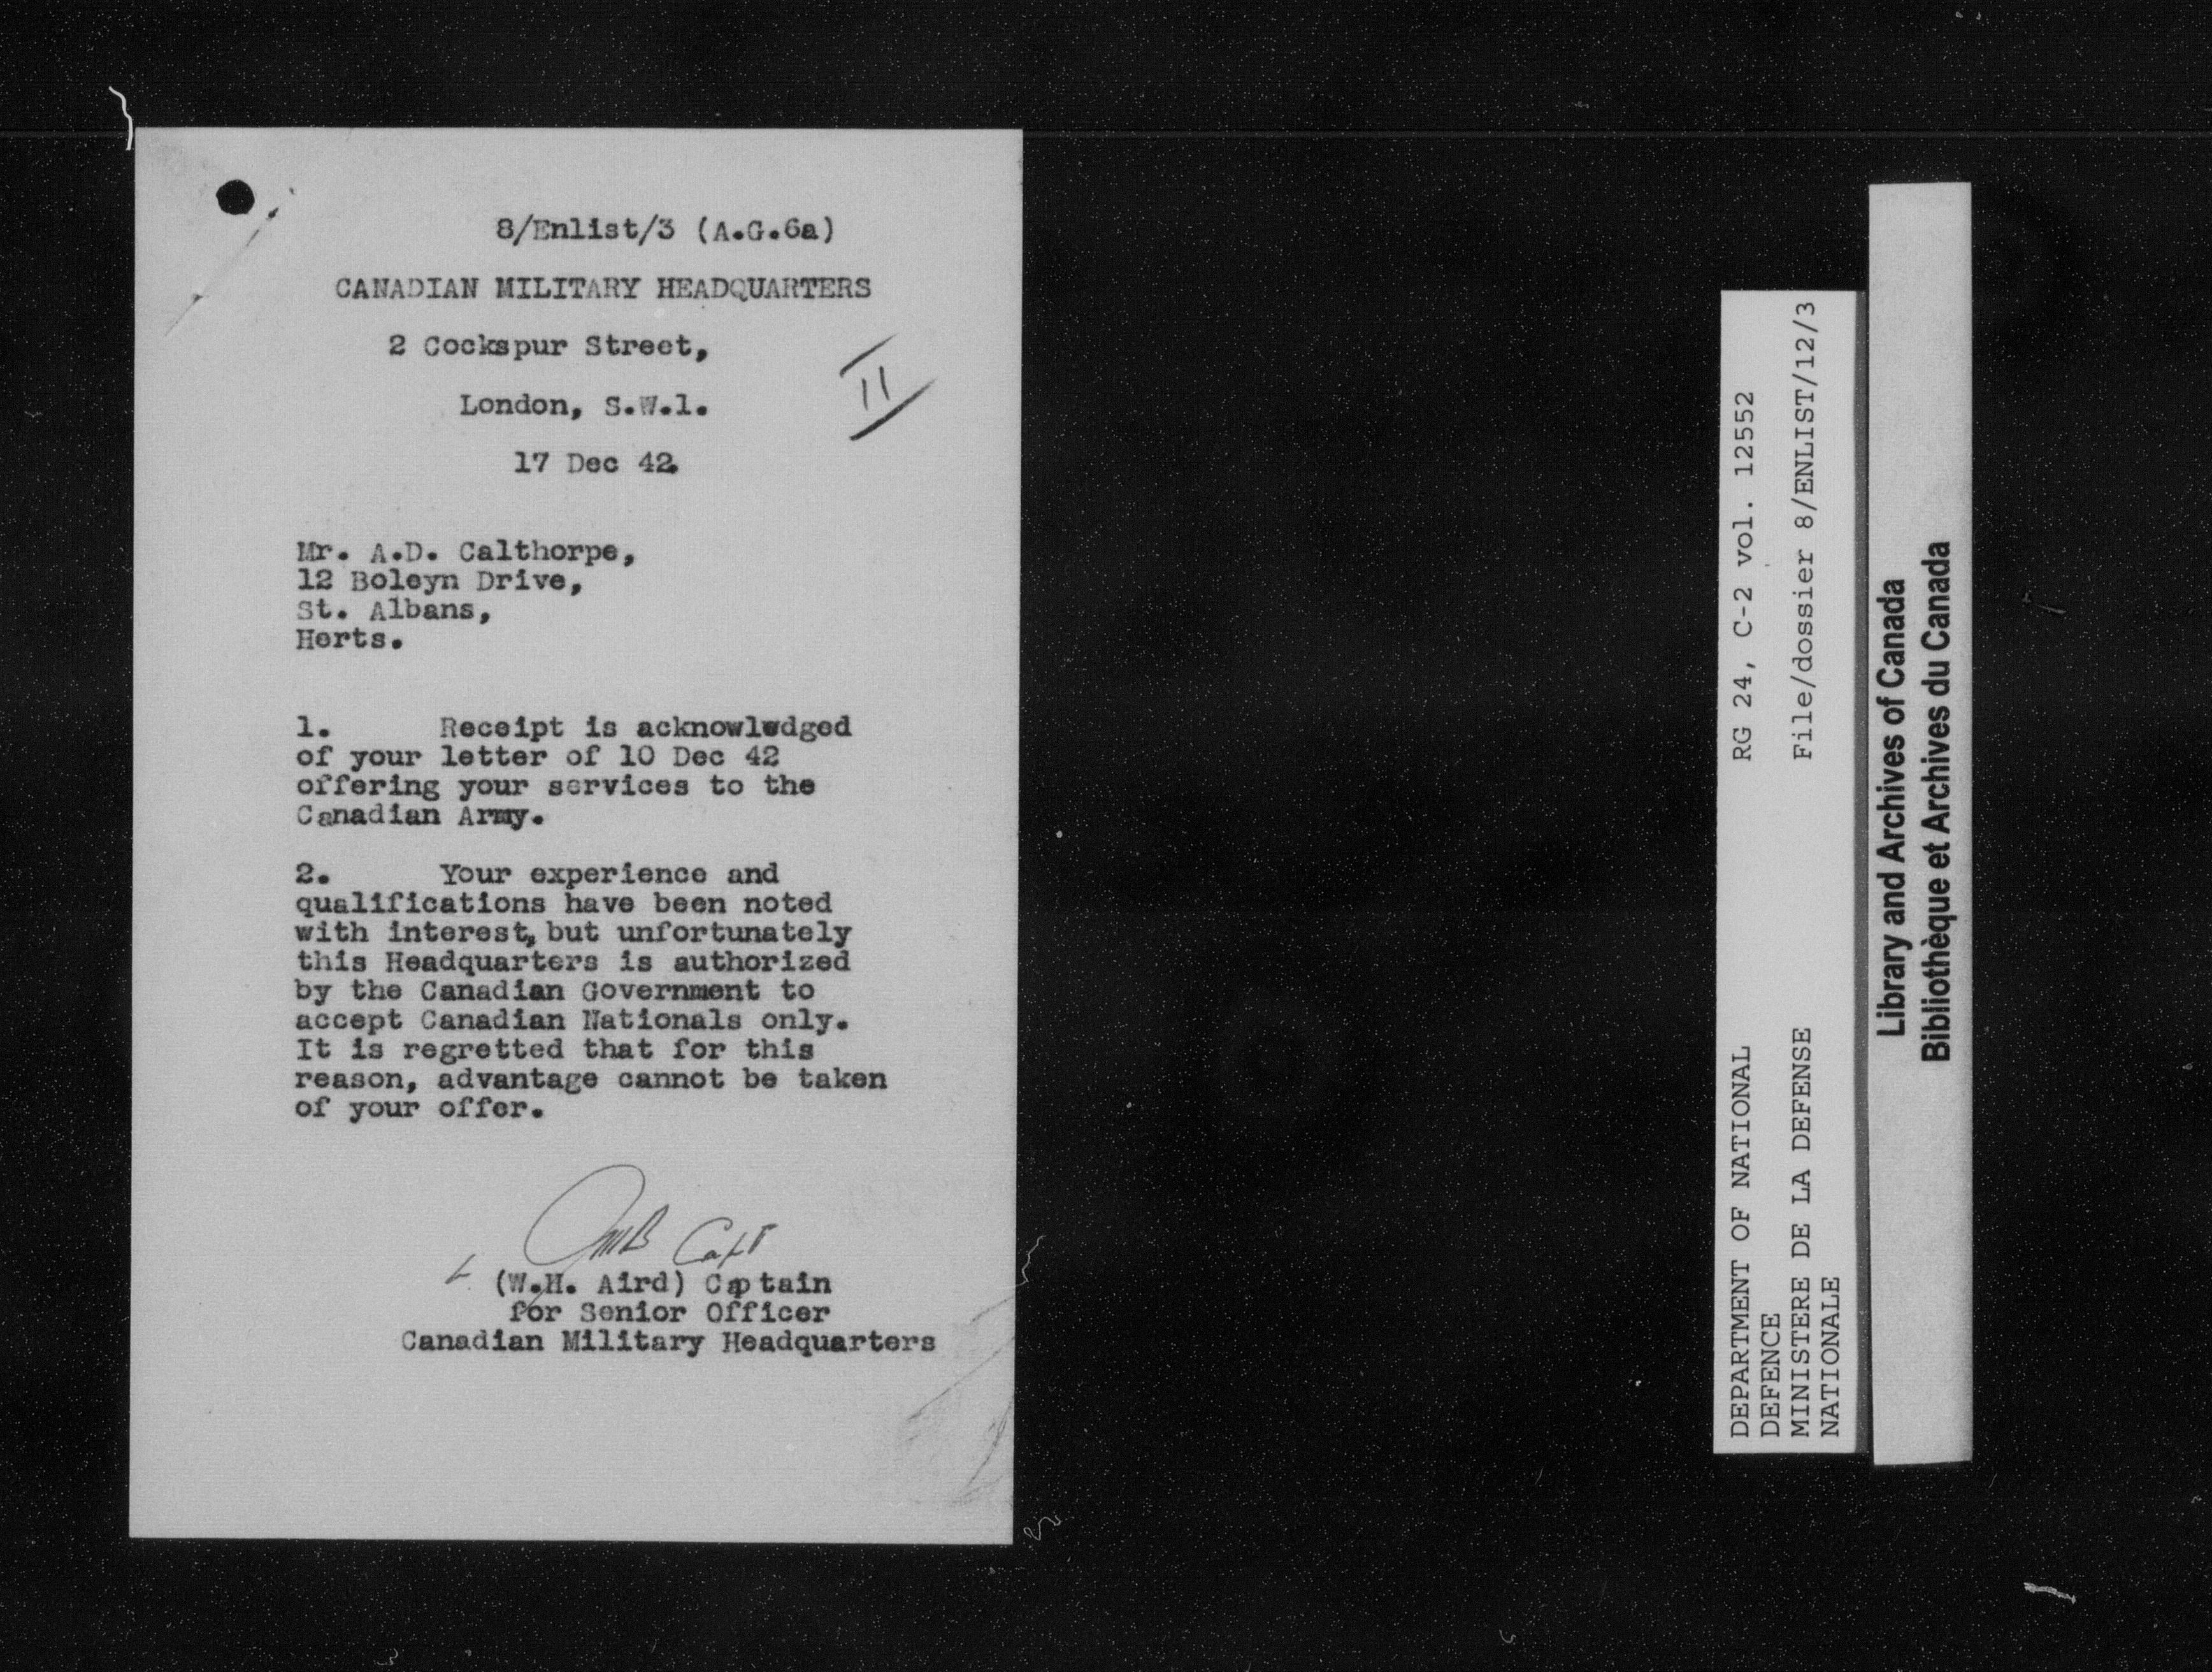 8/Enlist/3 (A.G.6a)
CANADIAN MILITARY HEADQUARTERS
2 Cockspur Street,
London, S.W.1.
17 Dec 42.
II
Mr. A.D. Calthorpe,
12 Boleyn Drive,
St. Albans,
Herts.
1. Receipt is acknowledged
of your letter of 10 Dec 42
offering your services to the
Canadian Army.
2. Your experience and
qualifications have been noted
with interest, but unfortunately
this Headquarters is authorized
by the Canadian Government to
accept Canadian Nationals only.
It is regretted that for this
reason, advantage cannot be taken
of your offer.
Capt
(W.H. Aird) Captain
for Senior Officer
Canadian Military Headquarters
DEPARTMENT OF NATIONAL
DEFENCE
MINISTERE DE LA DEFENSE
NATIONALE
RG 24, C-2 vol. 12552
File/dossier 8/ENLIST/12/3
Library and Archives of Canada
Bibliothèque et Archives du Canada